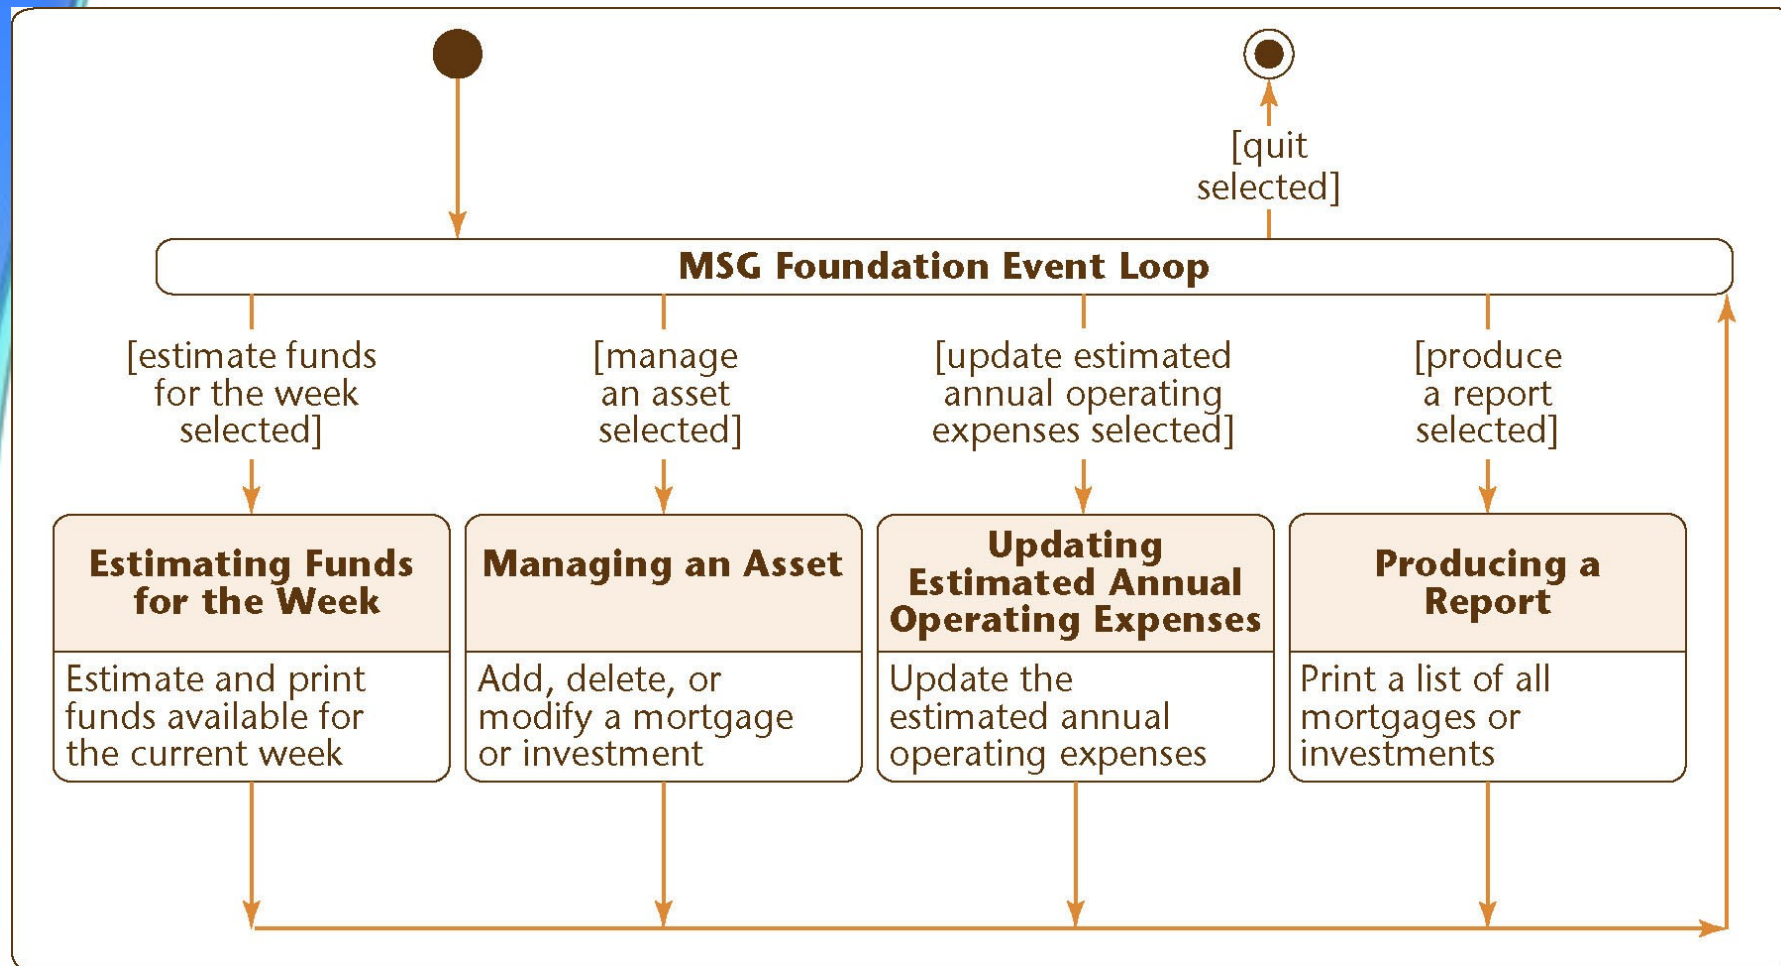 [quit
selected]
MSG Foundation Event Loop
[estimate funds
for the week
selected]
[manage
an asset
selected]
[update estimated
annual operating
expenses selected]
[produce
a report
selected]
Estimating Funds
for the Week
Estimate and print
funds available for
the current week
Managing an Asset
Add, delete, or
modify a mortgage
or investment
Updating
Estimated Annual
Operating Expenses
Update the
estimated annual
operating expenses
Producing a
Report
Print a list of all
mortgages or
investments